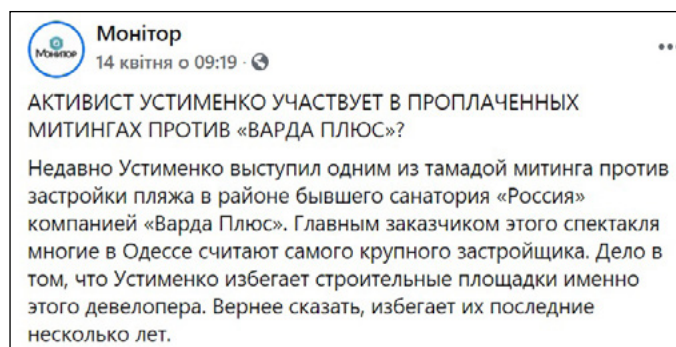 Монитор
Монітор
14 квітня о 09:19
АКТИВИСТ УСТИМЕНКО УЧАСТВУЕТ В ПРОПЛАЧЕННЫХ
МИТИНГАХ ПРОТИВ «ВАРДА ПЛЮС»?
Недавно Устименко выступил одним из тамадой митинга против
застройки пляжа в районе бывшего санатория «Россия»
компанией «Варда Плюс». Главным заказчиком этого спектакля
многие в Одессе считают самого крупного застройщика. Дело в
том, что Устименко избегает строительные площадки именно
этого девелопера. Вернее сказать, избегает их последние
несколько лет.